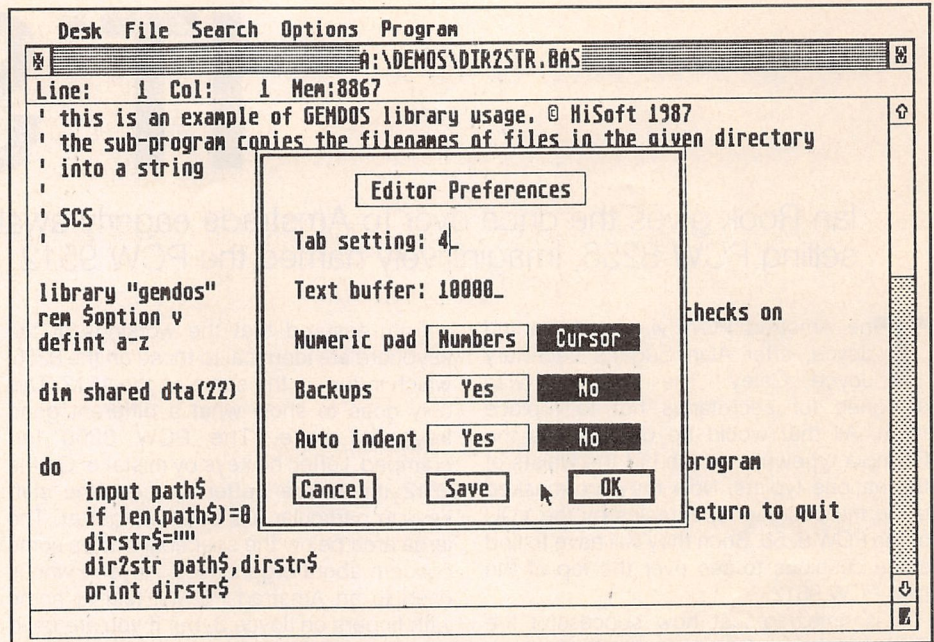 Desk File Search Options Program
A:\DEMOS\DIR2STR.BAS
Line: 1 Col: 1 Mem:8867
' this is an example of GEMDOS library usage. © HiSoft 1987
' the sub-program copies the filenames of files in the given directory
' into a string
'
' SCS
'
library "gemdos"
rem $option v checks on
defint a-z
dim shared dta(22)
do program
input path$
if len(path$)=0 return to quit
dirstr$=""
dir2str path$,dirstr$
print dirstr$
Editor Preferences
Tab setting: 4_
Text buffer: 10000_
Numeric pad Numbers Cursor
Backups Yes No
Auto indent Yes No
Cancel Save OK